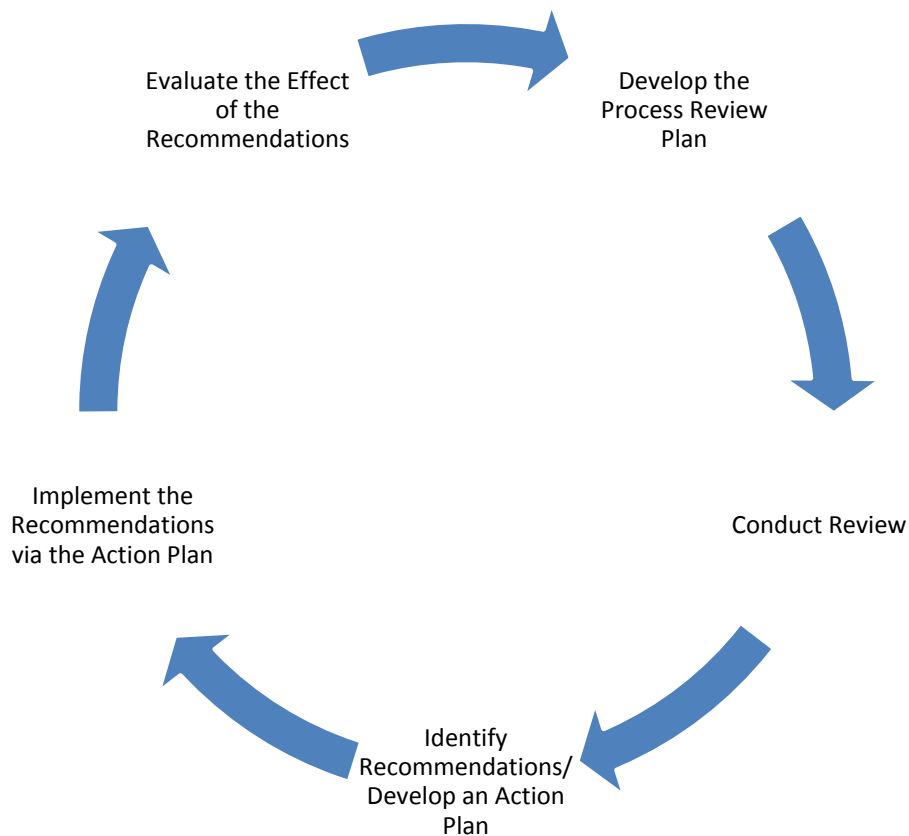 Evaluate the Effect
of the
Recommendations
Develop the
Process Review
Plan
Conduct Review
Identify
Recommendations/
Develop an Action
Plan
Implement the
Recommendations
via the Action Plan